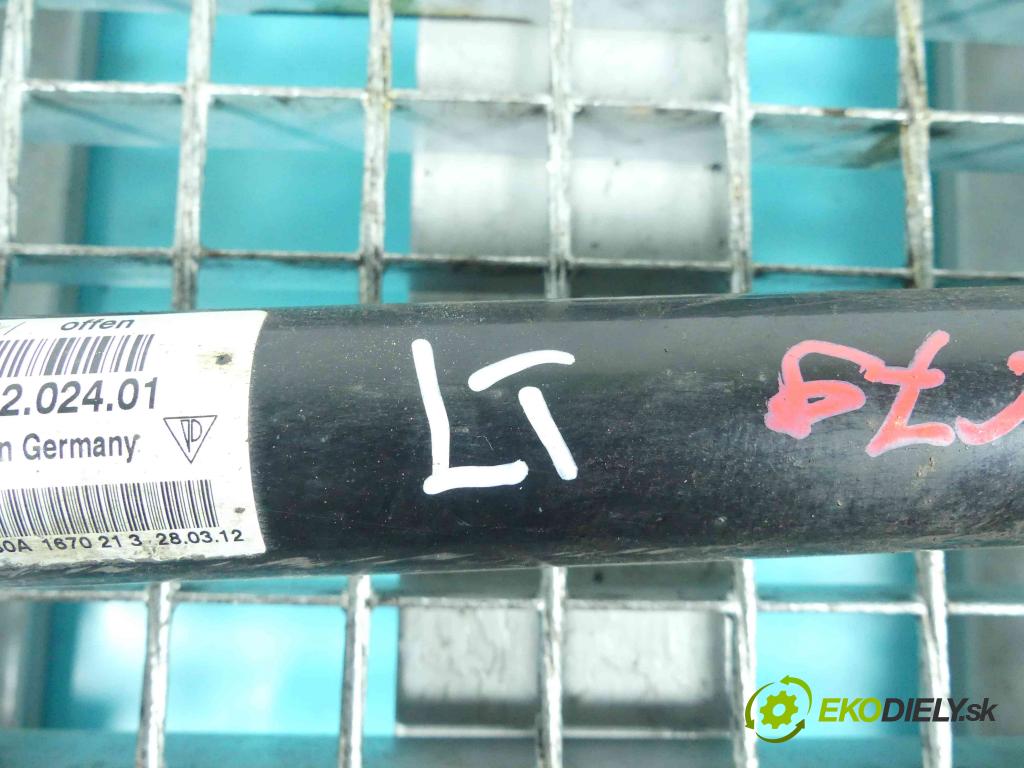 offen
2.024.01
n Germany
0A 1670 21 3 28.03.12
LT
EKODIELY.sk